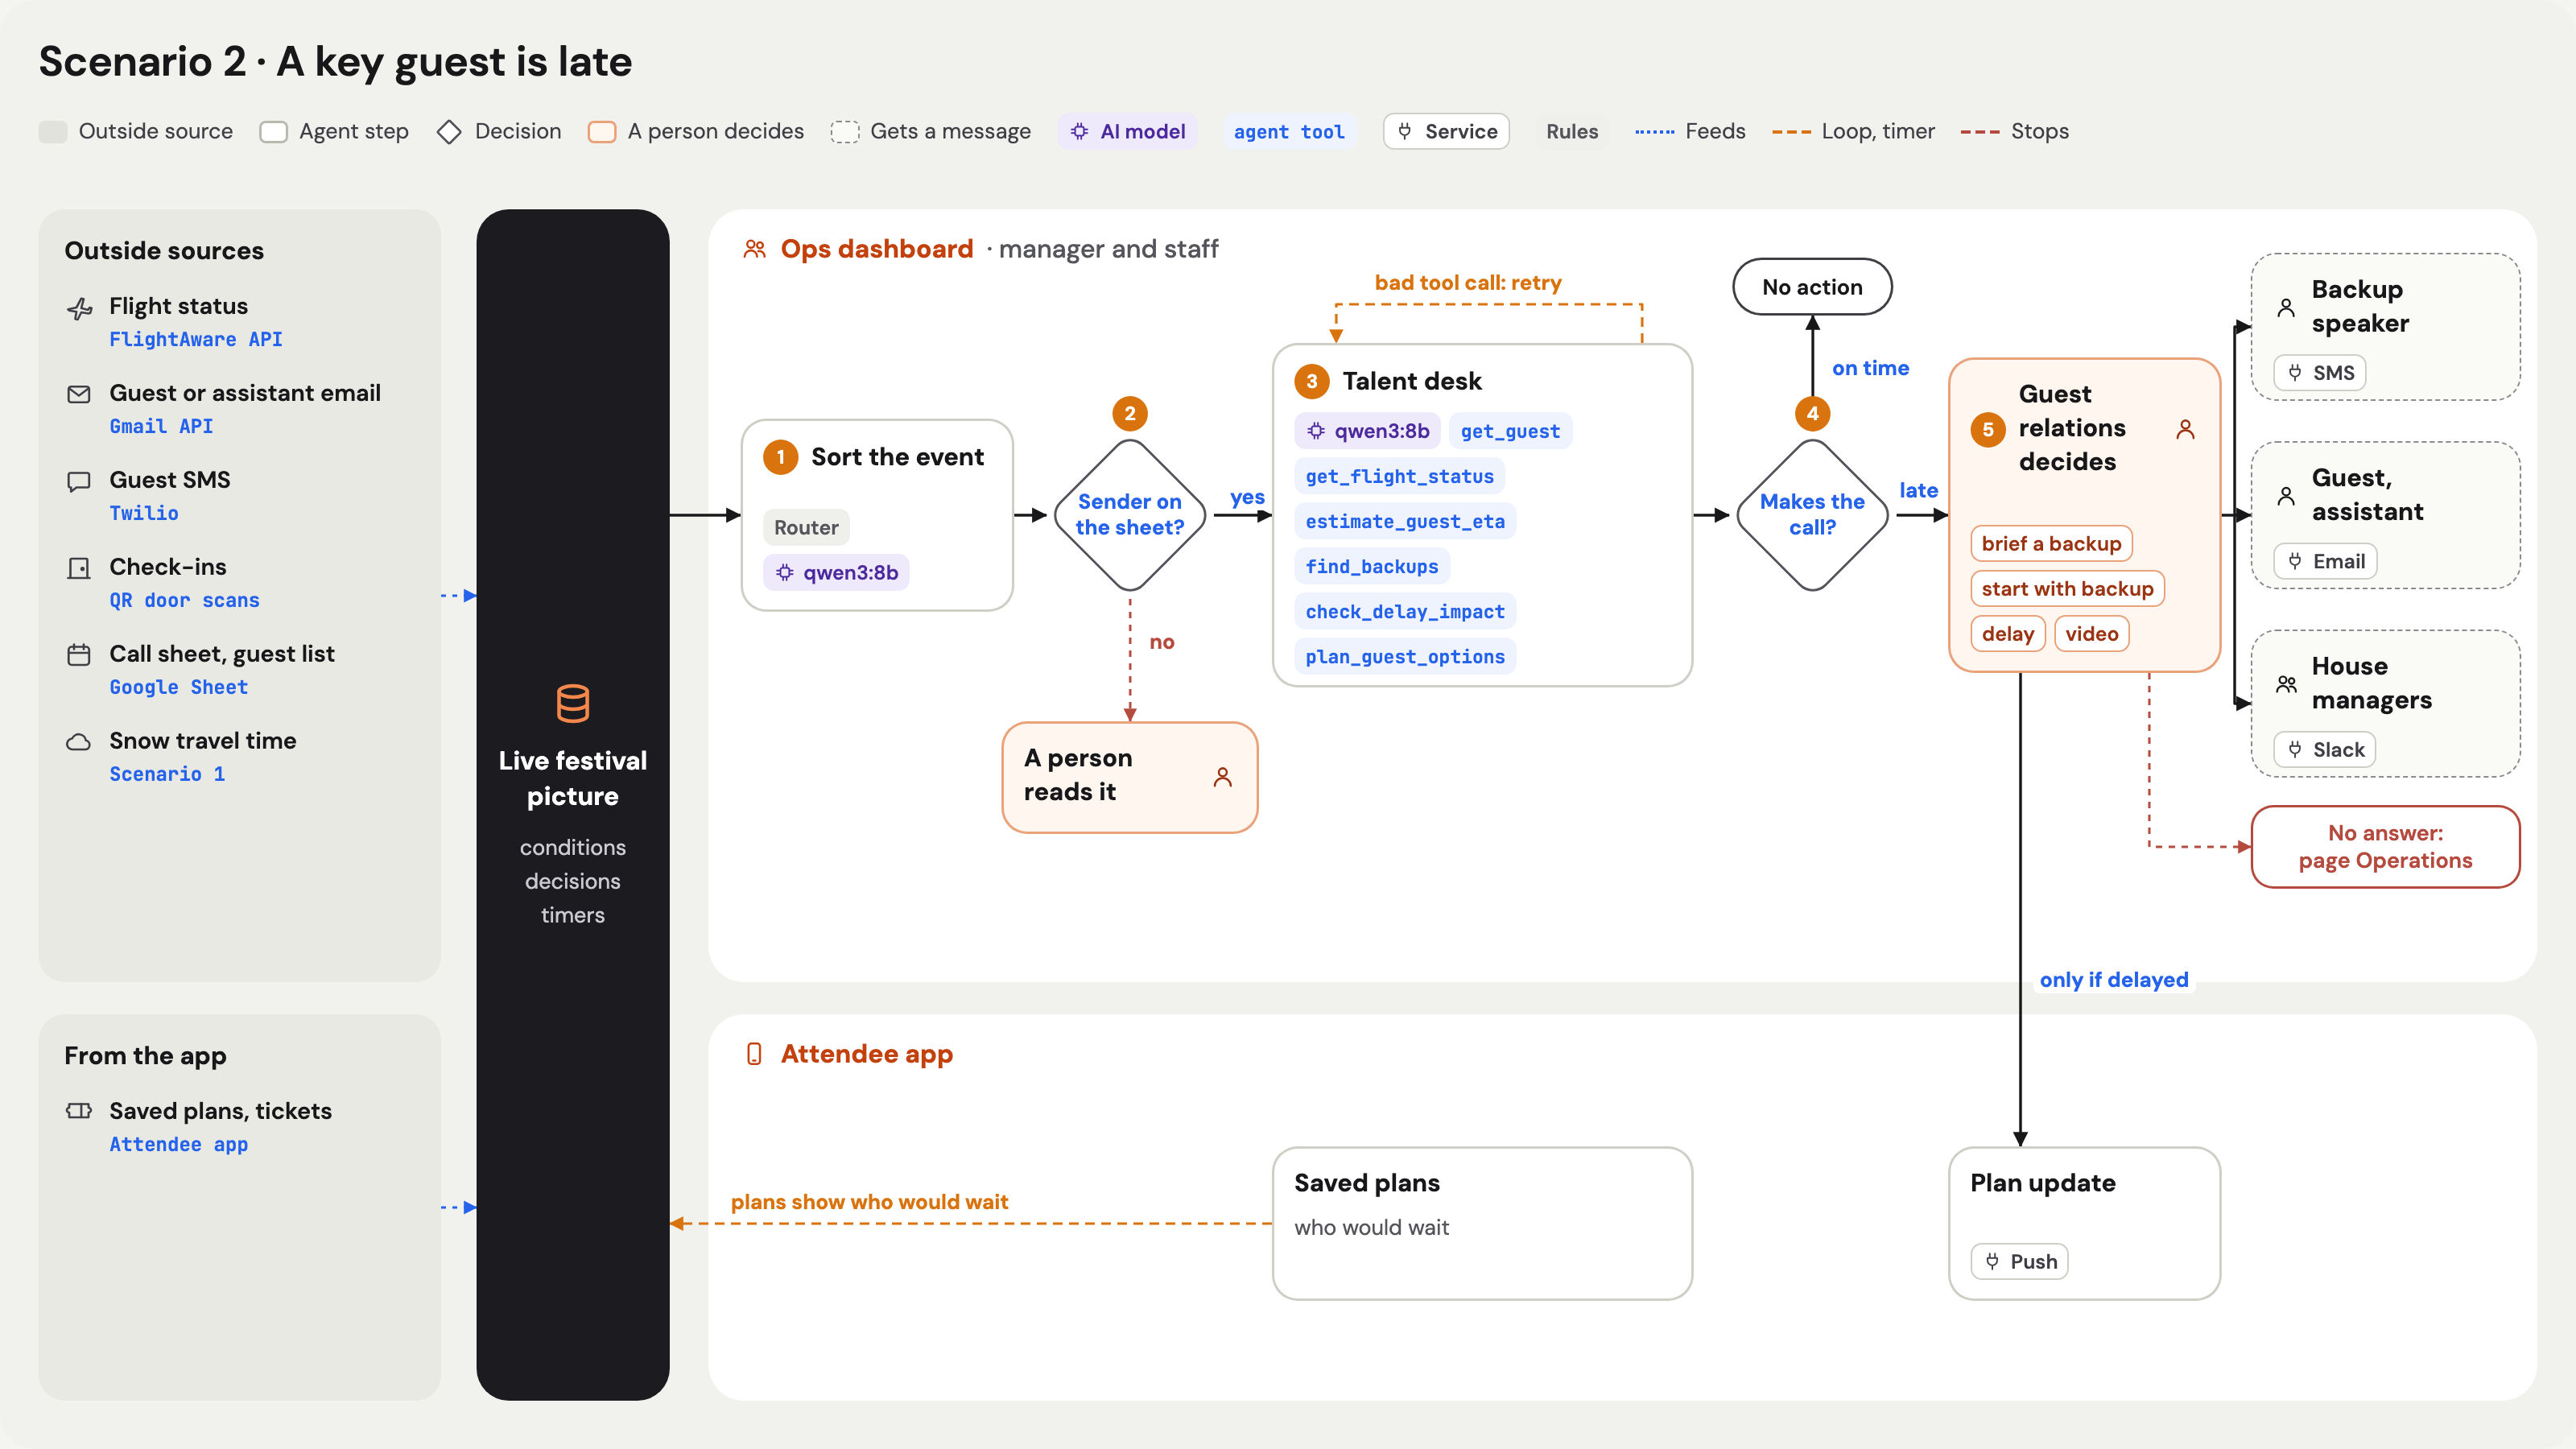 Scenario 2 · A key guest is late
Outside source
Agent step
Decision
A person decides
Gets a message
AI model
agent tool
Service
Rules
Feeds
Loop, timer
Stops
Outside sources
Flight status
FlightAware API
Guest or assistant email
Gmail API
Guest SMS
Twilio
Check-ins
QR door scans
Call sheet, guest list
Google Sheet
Snow travel time
Scenario 1
From the app
Saved plans, tickets
Attendee app
Live festival
picture
conditions
decisions
timers
Ops dashboard · manager and staff
1 Sort the event
Router
qwen3:8b
2
Sender on
the sheet?
yes
no
A person
reads it
bad tool call: retry
3 Talent desk
qwen3:8b
get_guest
get_flight_status
estimate_guest_eta
find_backups
check_delay_impact
plan_guest_options
No action
on time
4
Makes the
call?
late
5
Guest
relations
decides
brief a backup
start with backup
delay
video
Backup
speaker
SMS
Guest,
assistant
Email
House
managers
Slack
No answer:
page Operations
only if delayed
Attendee app
plans show who would wait
Saved plans
who would wait
Plan update
Push